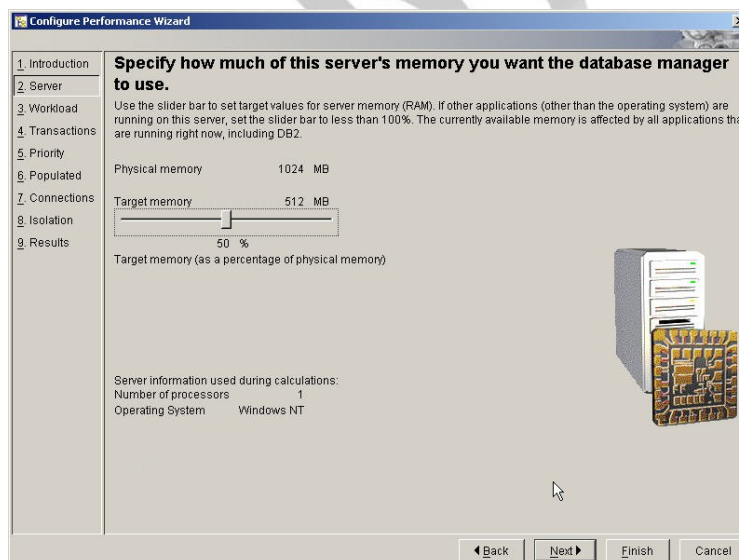 Configure Performance Wizard
1. Introduction
2. Server
3. Workload
4. Transactions
5. Priority
6. Populated
7. Connections
8. Isolation
9. Results
Specify how much of this server's memory you want the database manager
to use.
Use the slider bar to set target values for server memory (RAM). If other applications (other than the operating system) are
running on this server, set the slider bar to less than 100%. The currently available memory is affected by all applications tha
are running right now, including DB2.
Physical memory 1024 MB
Target memory 512 MB
50 %
Target memory (as a percentage of physical memory)
Server information used during calculations:
Number of processors 1
Operating System Windows NT
Back Next Finish Cancel